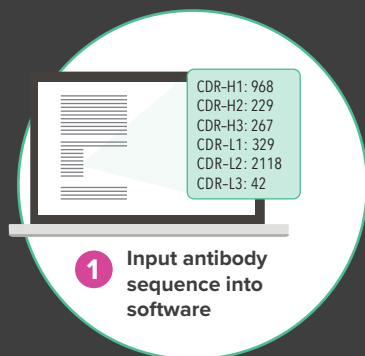 CDR-H1: 968
CDR-H2: 229
CDR-H3: 267
CDR-L1: 329
CDR-L2: 2118
CDR-L3: 42
1
Input antibody
sequence into
software